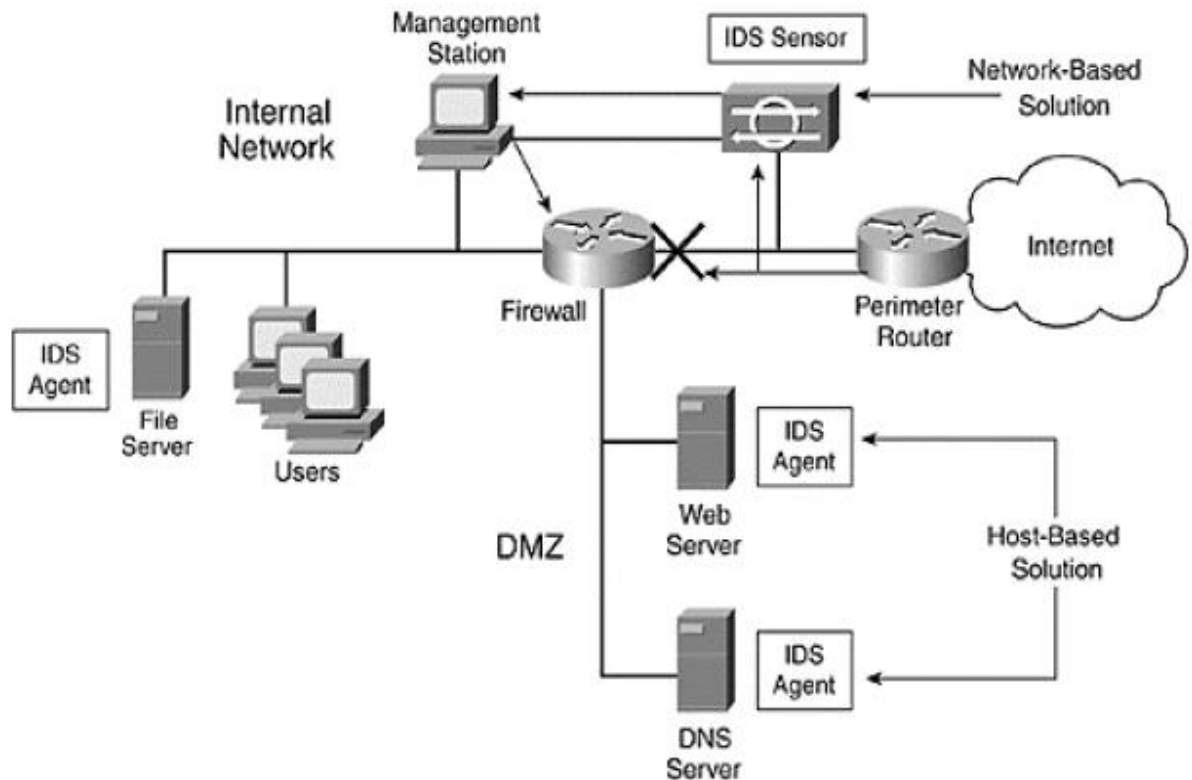 Management
Station
IDS Sensor
Network-Based
Solution
Internal
Network
Internet
Firewall
Perimeter
Router
IDS
Agent
File
Server
Users
IDS
Agent
Web
Server
DMZ
Host-Based
Solution
IDS
Agent
DNS
Server